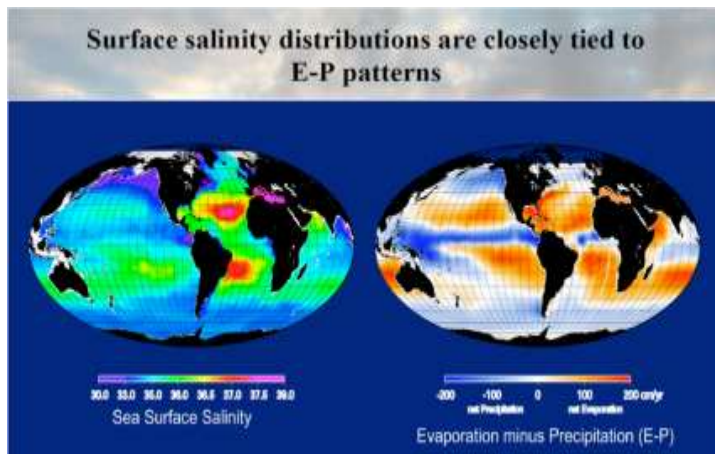 Surface salinity distributions are closely tied to
E-P patterns
30.0 33.0 35.0 36.0 36.5 37.0 37.5 39.0
Sea Surface Salinity
-200 -100 0 100 200 cm/yr
net Precipitation net Evaporation
Evaporation minus Precipitation (E-P)